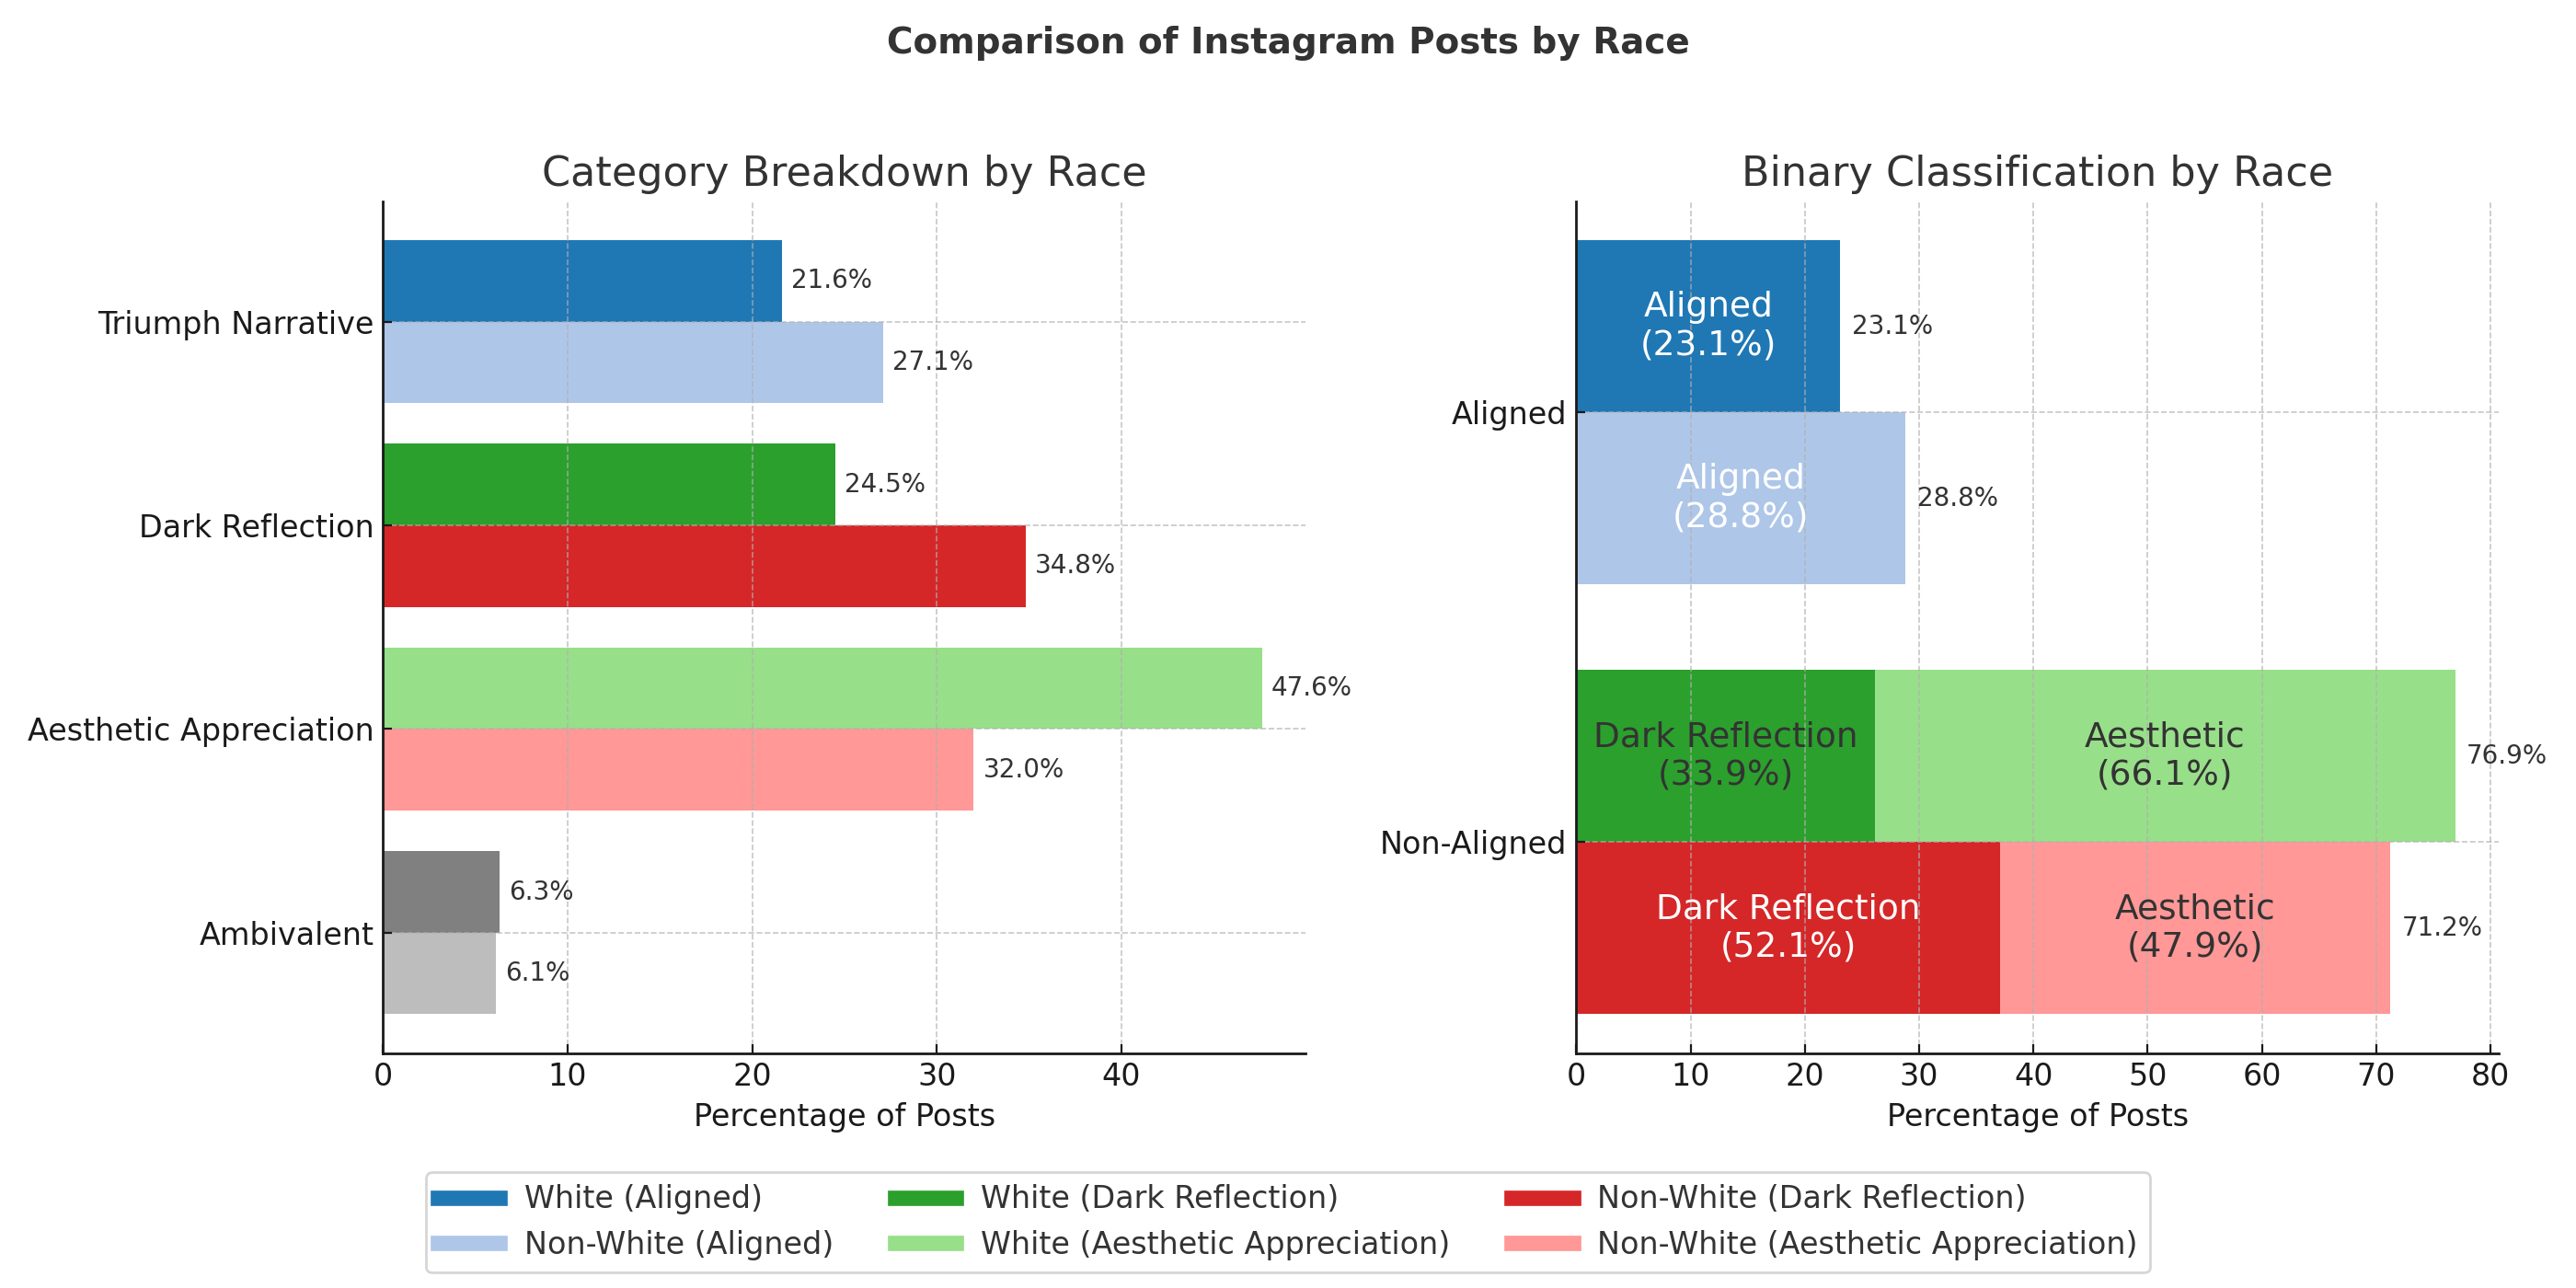 Comparison of Instagram Posts by Race
Category Breakdown by Race
Triumph Narrative
21.6%
27.1%
Dark Reflection
24.5%
34.8%
Aesthetic Appreciation
47.6%
32.0%
Ambivalent
6.3%
6.1%
0 10 20 30 40
Percentage of Posts
Binary Classification by Race
Aligned
Aligned
(23.1%)
23.1%
Aligned
(28.8%)
28.8%
Non-Aligned
Dark Reflection
(33.9%)
Aesthetic
(66.1%)
76.9%
Dark Reflection
(52.1%)
Aesthetic
(47.9%)
71.2%
0 10 20 30 40 50 60 70 80
Percentage of Posts
White (Aligned)
Non-White (Aligned)
White (Dark Reflection)
White (Aesthetic Appreciation)
Non-White (Dark Reflection)
Non-White (Aesthetic Appreciation)